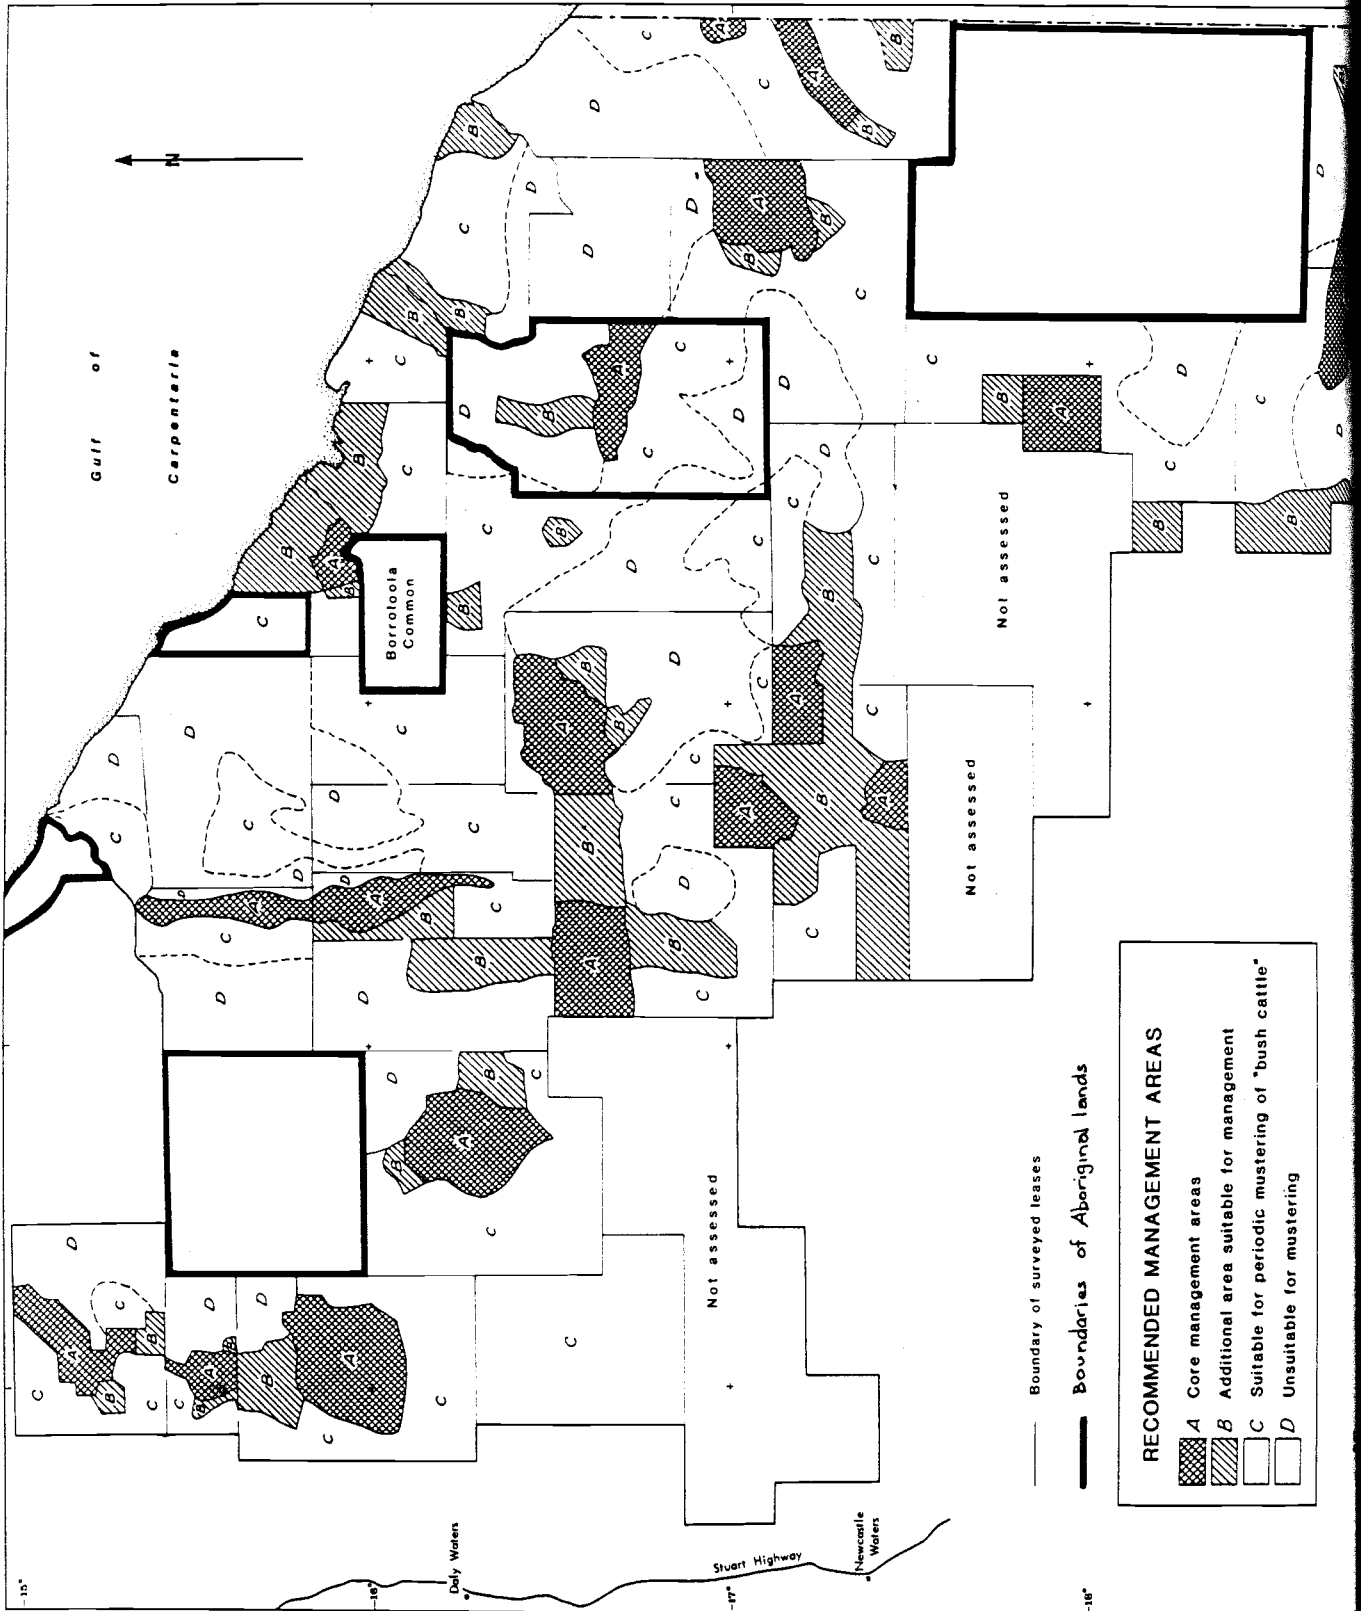 Gulf of
Carpentaria
N
Borroloola
Common
Not assessed
Not assessed
Not assessed
Daly Waters
Stuart Highway
Newcastle
Waters
15°
16°
17°
18°
Boundary of surveyed leases
Boundaries of Aboriginal lands
RECOMMENDED MANAGEMENT AREAS
A Core management areas
B Additional area suitable for management
C Suitable for periodic mustering of "bush cattle"
D Unsuitable for mustering